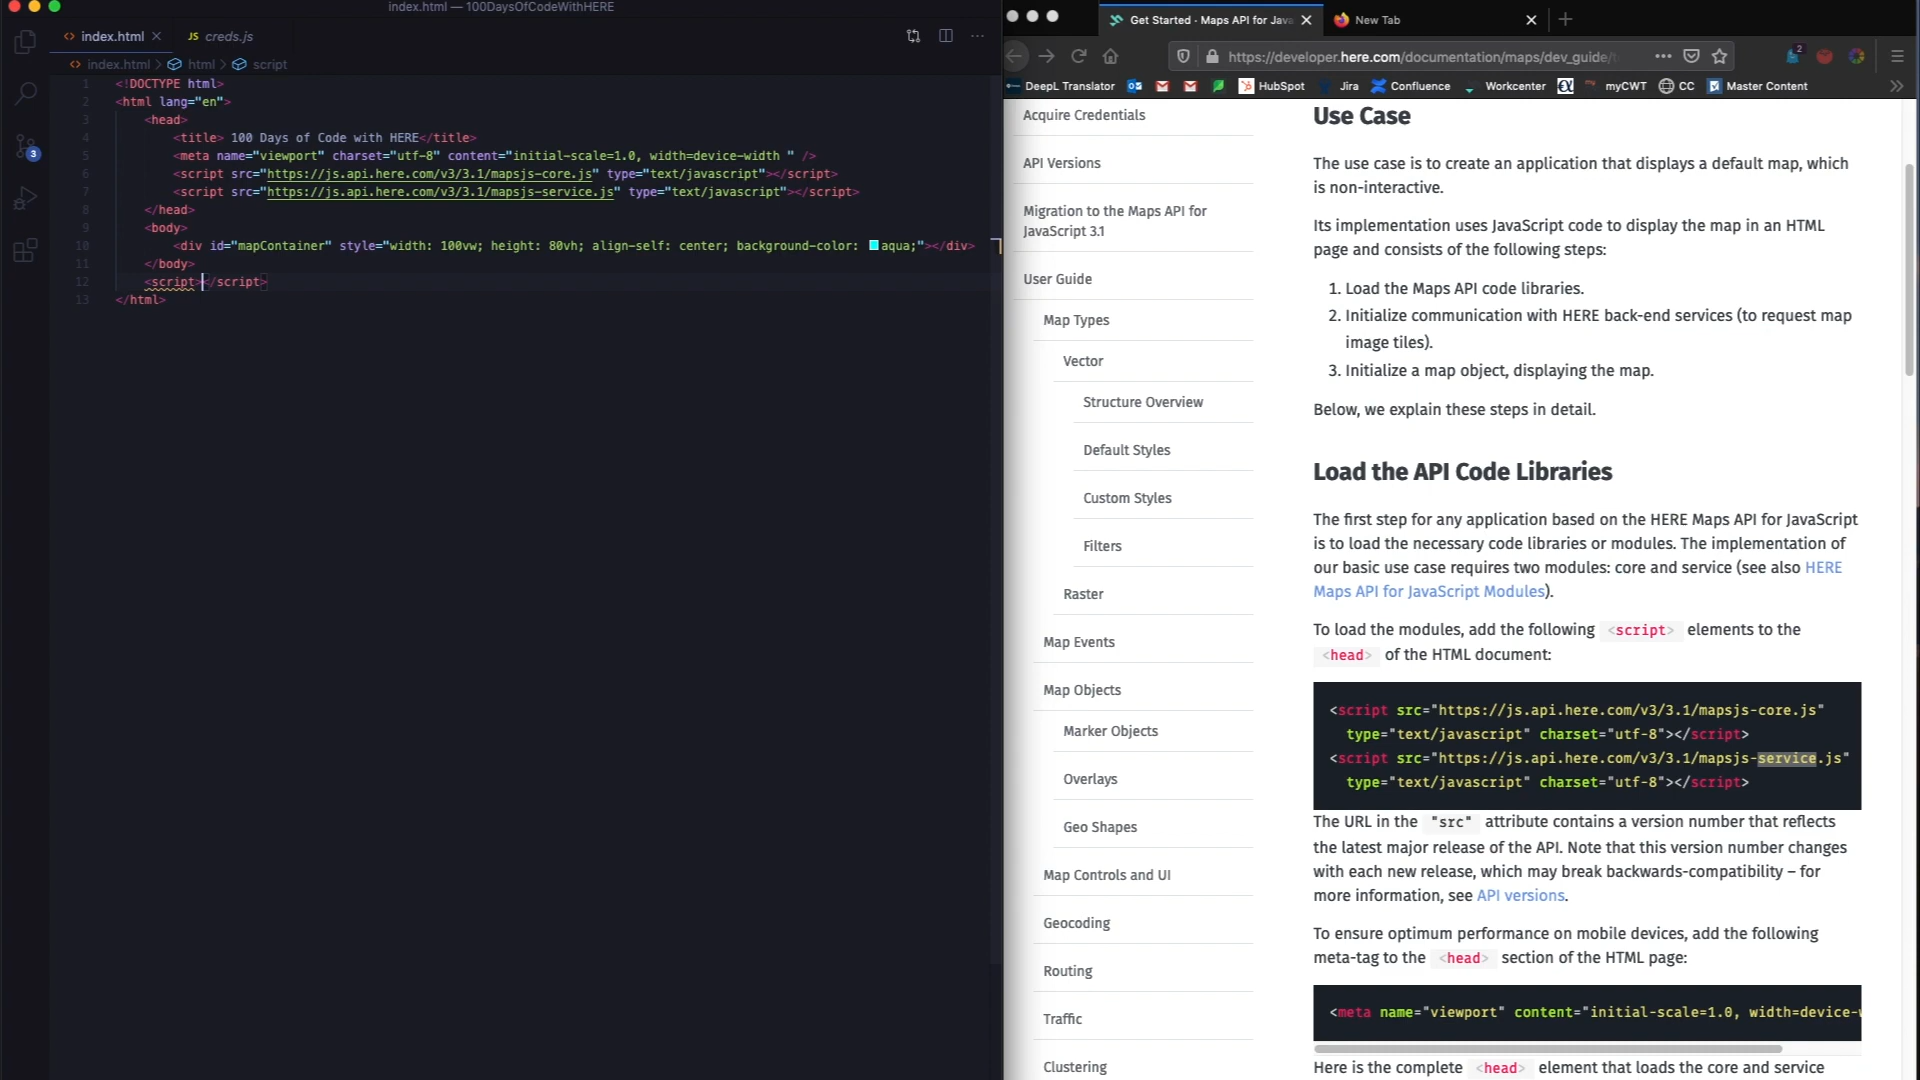 index.html — 100DaysOfCodeWithHERE
index.html
JS creds.js
index.html > html > script
1 <!DOCTYPE html>
2 <html lang="en">
3 <head>
4 <title> 100 Days of Code with HERE</title>
5 <meta name="viewport" charset="utf-8" content="initial-scale=1.0, width=device-width " />
6 <script src="https://js.api.here.com/v3/3.1/mapsjs-core.js" type="text/javascript"></script>
7 <script src="https://js.api.here.com/v3/3.1/mapsjs-service.js" type="text/javascript"></script>
8 </head>
9 <body>
10 <div id="mapContainer" style="width: 100vw; height: 80vh; align-self: center; background-color: aqua;"></div>
11 </body>
12 <script></script>
13 </html>
3
Get Started - Maps API for Java
New Tab
https://developer.here.com/documentation/maps/dev_guide/
2
DeepL Translator
HubSpot
Jira
Confluence
Workcenter
myCWT
CC
Master Content
Acquire Credentials
API Versions
Migration to the Maps API for
JavaScript 3.1
User Guide
Map Types
Vector
Structure Overview
Default Styles
Custom Styles
Filters
Raster
Map Events
Map Objects
Marker Objects
Overlays
Geo Shapes
Map Controls and UI
Geocoding
Routing
Traffic
Clustering
Use Case
The use case is to create an application that displays a default map, which
is non-interactive.
Its implementation uses JavaScript code to display the map in an HTML
page and consists of the following steps:
1. Load the Maps API code libraries.
2. Initialize communication with HERE back-end services (to request map
image tiles).
3. Initialize a map object, displaying the map.
Below, we explain these steps in detail.
Load the API Code Libraries
The first step for any application based on the HERE Maps API for JavaScript
is to load the necessary code libraries or modules. The implementation of
our basic use case requires two modules: core and service (see also HERE
Maps API for JavaScript Modules).
To load the modules, add the following <script> elements to the
<head> of the HTML document:
<script src="https://js.api.here.com/v3/3.1/mapsjs-core.js"
type="text/javascript" charset="utf-8"></script>
<script src="https://js.api.here.com/v3/3.1/mapsjs-service.js"
type="text/javascript" charset="utf-8"></script>
The URL in the "src" attribute contains a version number that reflects
the latest major release of the API. Note that this version number changes
with each new release, which may break backwards-compatibility – for
more information, see API versions.
To ensure optimum performance on mobile devices, add the following
meta-tag to the <head> section of the HTML page:
<meta name="viewport" content="initial-scale=1.0, width=device-w
Here is the complete <head> element that loads the core and service